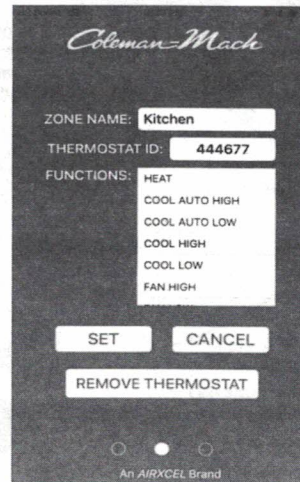 Coleman-Mach
ZONE NAME: Kitchen
THERMOSTAT ID: 444677
FUNCTIONS:
HEAT
COOL AUTO HIGH
COOL AUTO LOW
COOL HIGH
COOL LOW
FAN HIGH
SET CANCEL
REMOVE THERMOSTAT
An AIRXCEL Brand